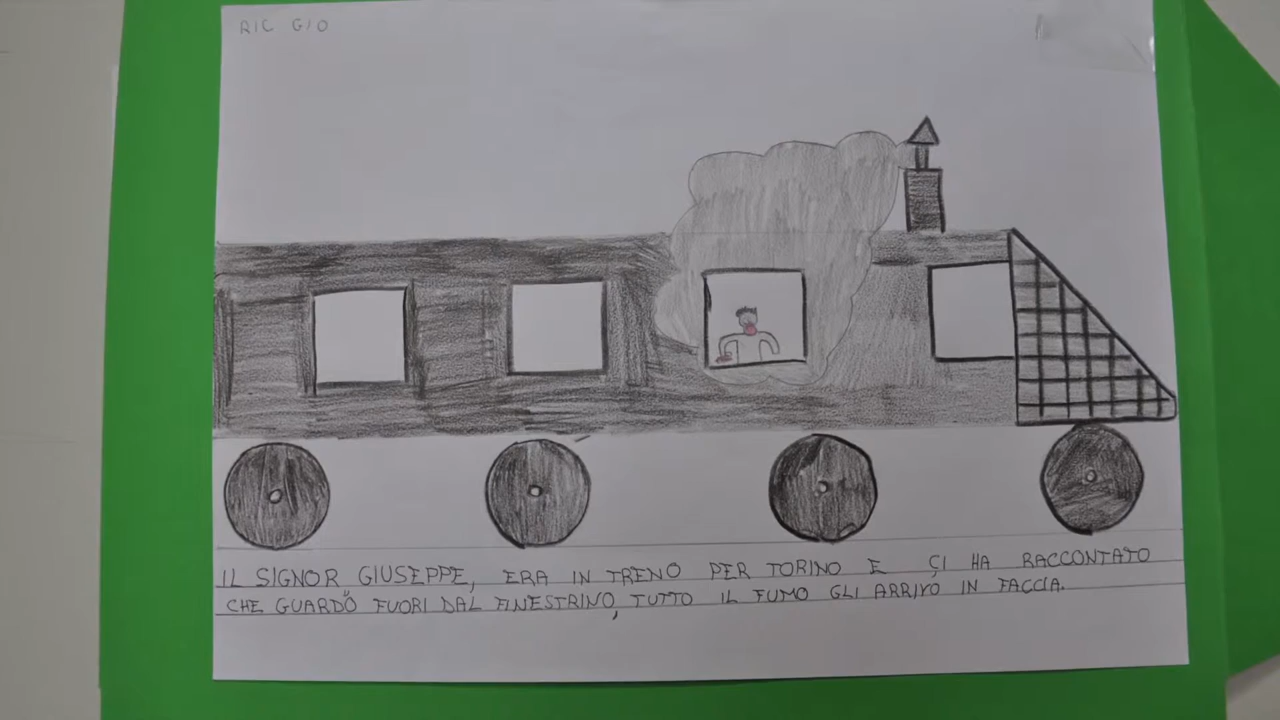 RIC GIO
IL SIGNOR GIUSEPPE, ERA IN TRENO PER TORINO E CI HA RACCONTATO
CHE GUARDÒ FUORI DAL FINESTRINO, TUTTO IL FUMO GLI ARRIVÒ IN FACCIA.